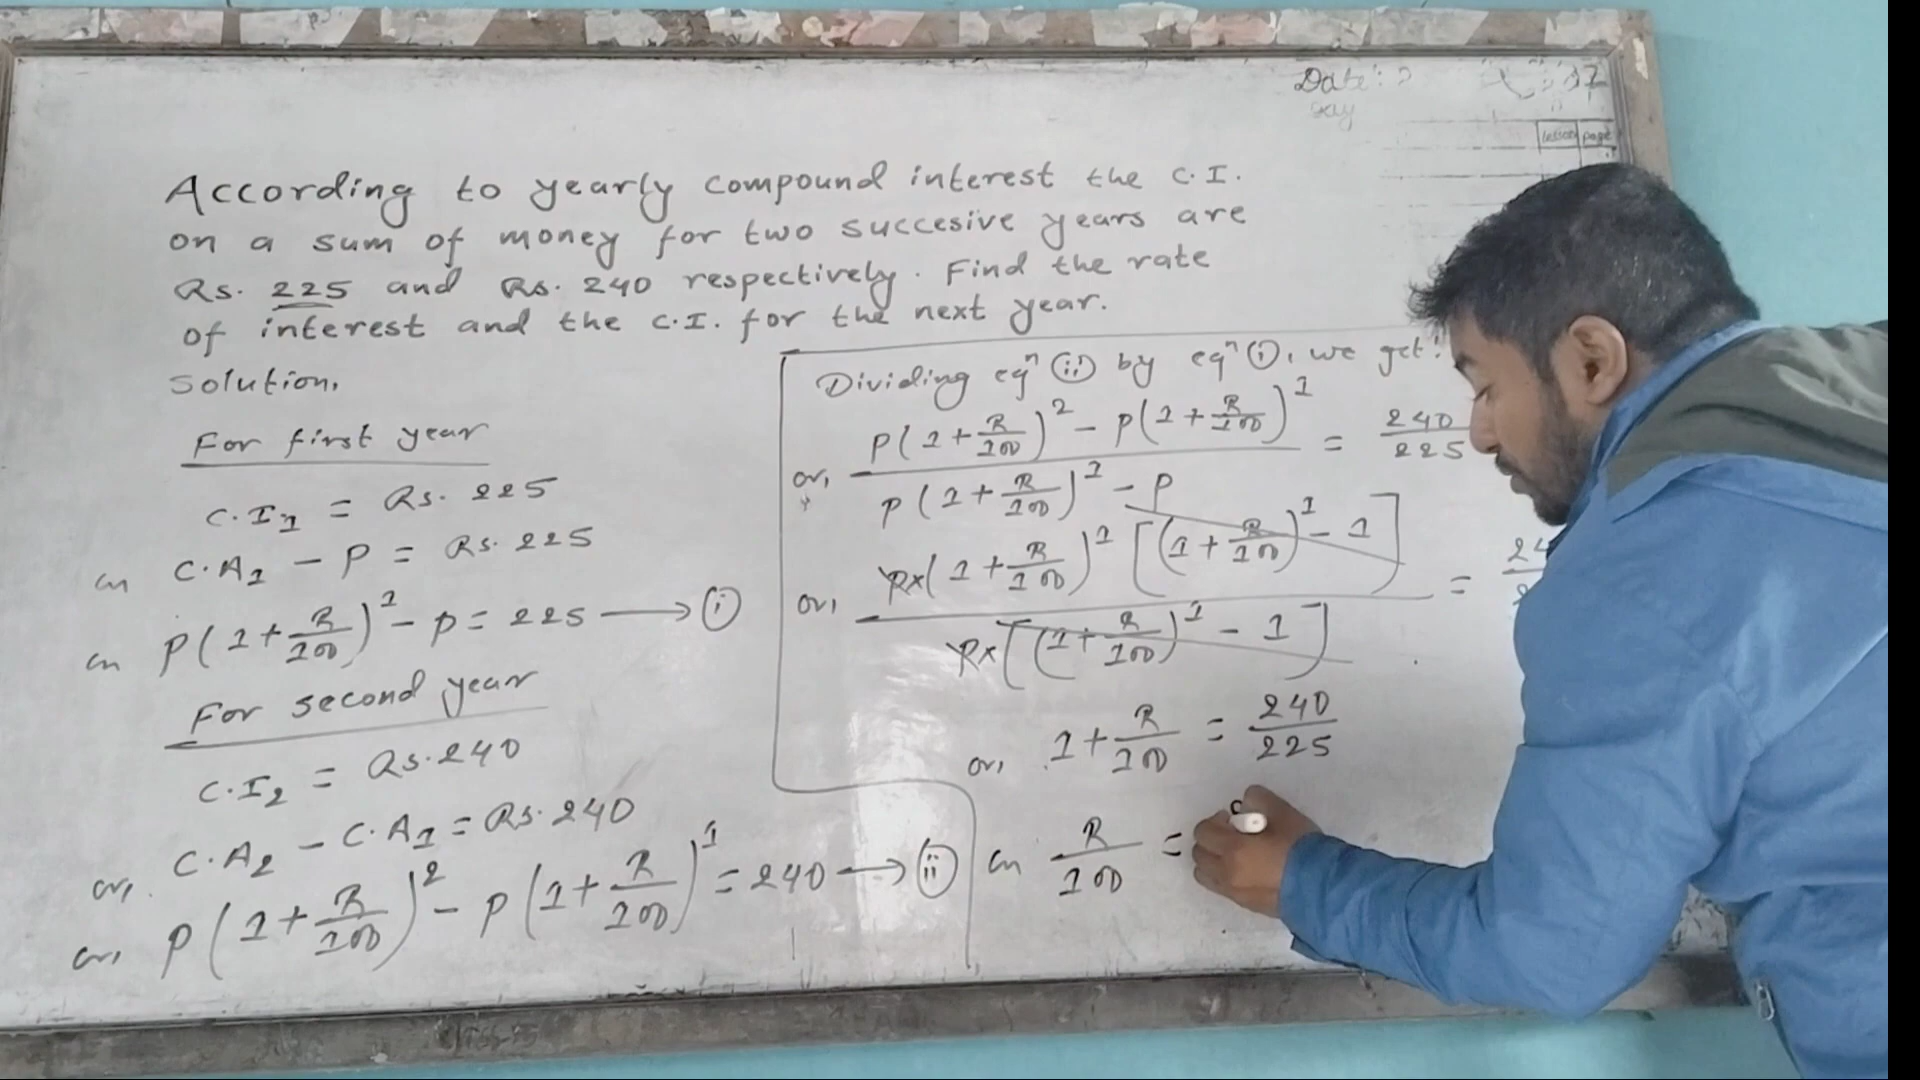 Date:
Day
lesson page
According to yearly compound interest the C.I.
on a sum of money for two succesive years are
Rs. 225 and Rs. 240 respectively. Find the rate
of interest and the C.I. for the next year.
Solution,
For first year
C.I₁ = Rs. 225
or, C.A₁ - P = Rs. 225
or, P(1 + R/100)¹ - P = 225 → (i)
For second year
C.I₂ = Rs. 240
or, C.A₂ - C.A₁ = Rs. 240
or, P(1 + R/100)² - P(1 + R/100)¹ = 240 → (ii)
Dividing eqⁿ (ii) by eqⁿ (i), we get:
or, P(1 + R/100)² - P(1 + R/100)¹ / P(1 + R/100)¹ - P = 240/225
or, P×(1 + R/100)¹ [(1 + R/100)¹ - 1] / P×[(1 + R/100)¹ - 1] =
or, 1 + R/100 = 240/225
or R/100 =